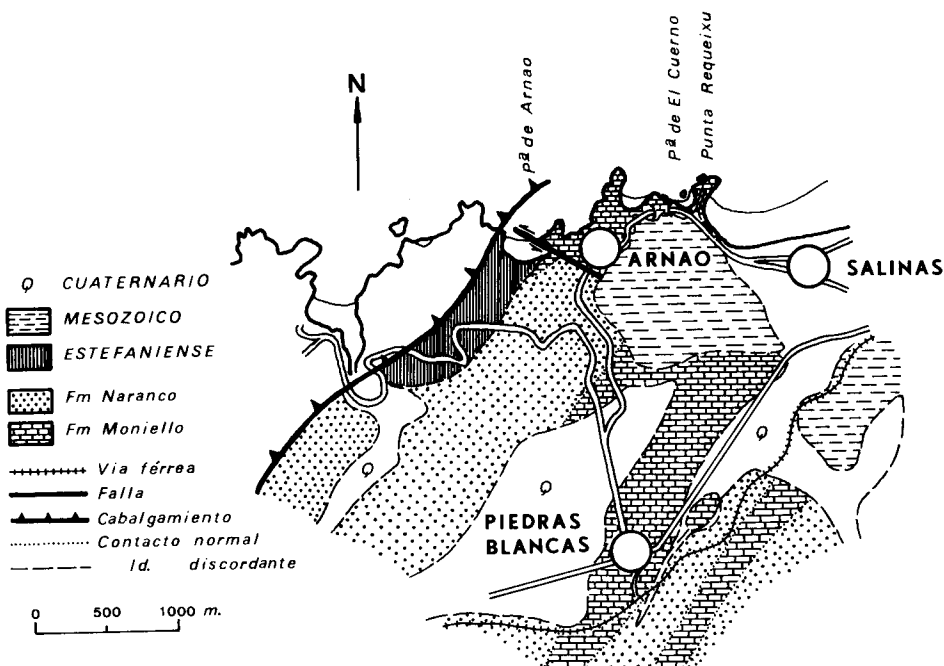 N
Pª de Arnao
Pª de El Cuerno
Punta Requeixu
ARNAO
SALINAS
Q CUATERNARIO
MESOZOICO
ESTEFANIENSE
Fm Naranco
Fm Moniello
Via férrea
Falla
Cabalgamiento
Contacto normal
Id. discordante
0 500 1000 m.
Q
Q
Q
Q
PIEDRAS
BLANCAS